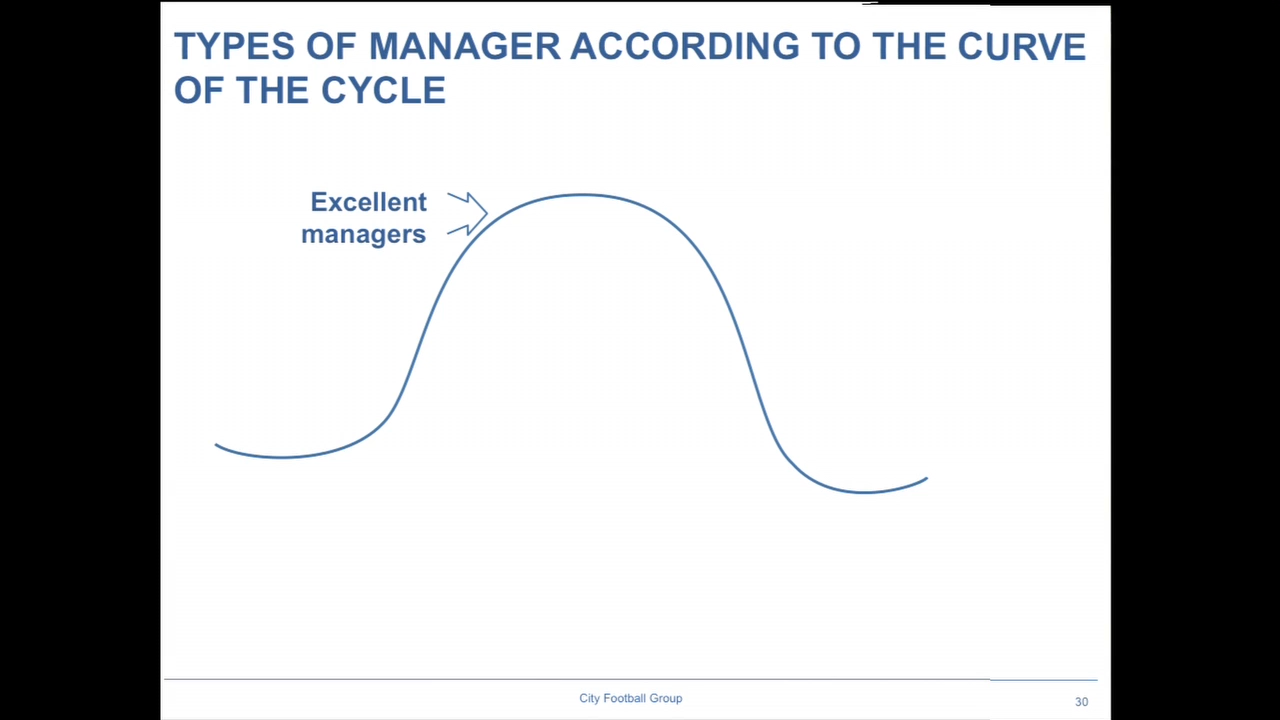 TYPES OF MANAGER ACCORDING TO THE CURVE
OF THE CYCLE
Excellent
managers
City Football Group
30